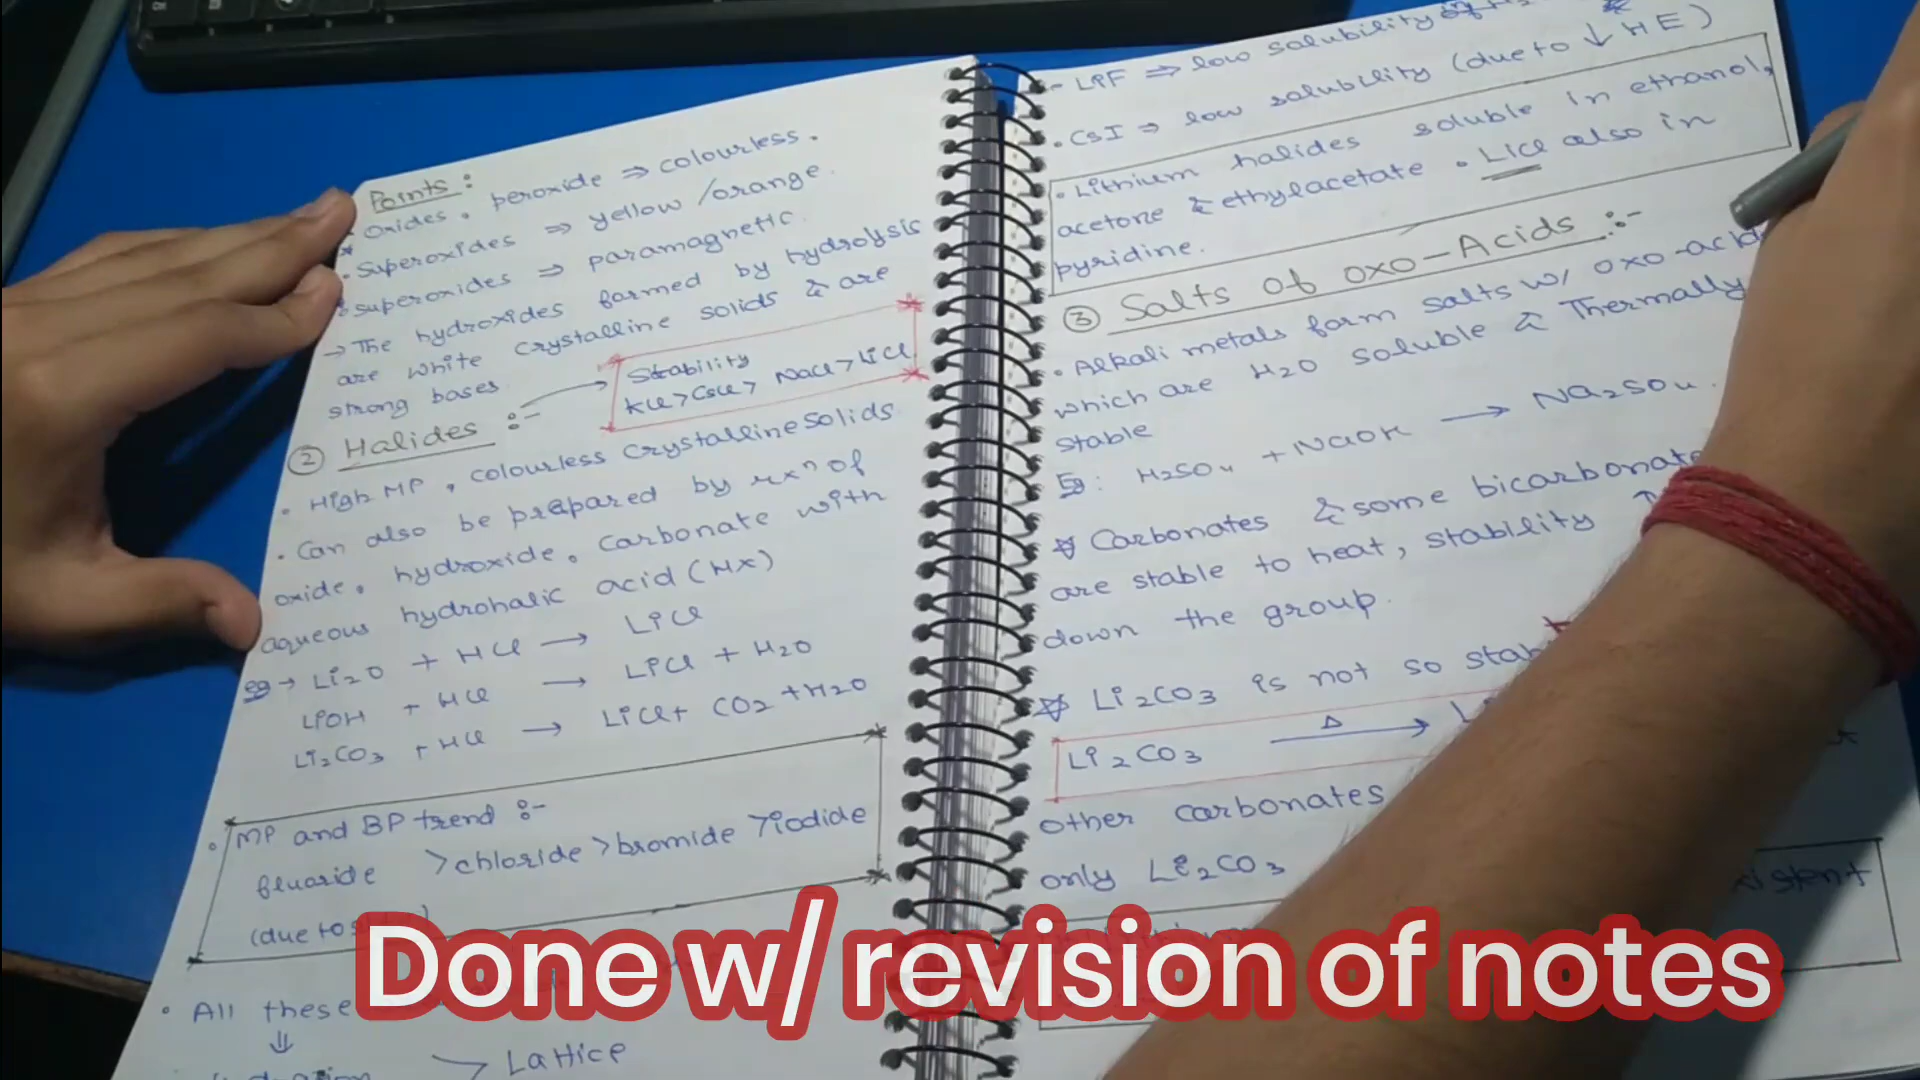 Points :
Oxides, peroxide ⇒ colourless.
• Superoxides ⇒ yellow/orange.
Superoxides ⇒ paramagnetic.
→ The hydroxides formed by hydrolysis
are white crystalline solids & are
strong bases
Stability
KCl > CsCl > NaCl > LiCl
② Halides :-
• High MP, colourless crystalline solids
• Can also be prepared by rxⁿ of
oxide, hydroxide, carbonate with
aqueous hydrohalic acid (HX)
eg → Li2O + HCl → LiCl
LiOH + HCl → LiCl + H2O
Li2CO3 + HCl → LiCl + CO2 + H2O
• MP and BP trend :-
fluoride > chloride > bromide > iodide
(due to
• All these
⇓
> Lattice
- LiF ⇒ low solubility
• CsI ⇒ low solubility (due to ↓ HE)
• Lithium halides soluble in ethanol,
acetone & ethylacetate • LiCl also in
pyridine.
③ Salts of oxo-Acids :-
• Alkali metals form salts w/ oxo-acids
which are H2O soluble & Thermally
stable
Eg: H2SO4 + NaOH → Na2SO4.
Carbonates & some bicarbonate
are stable to heat, stability ↑
down the group.
Li2CO3 is not so
Li2CO3 Δ→
other carbonates
only Li2CO3
Done w/ revision of notes